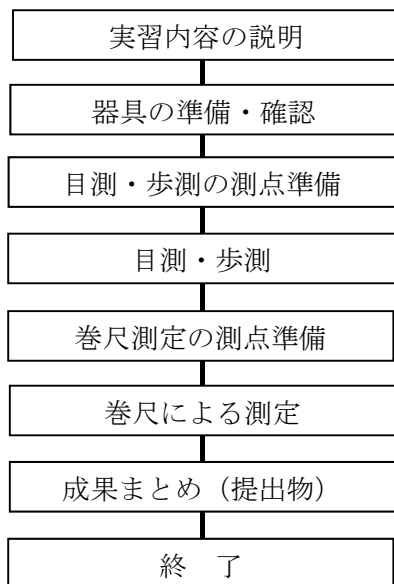 実習内容の説明
器具の準備・確認
目測・歩測の測点準備
目測・歩測
巻尺測定の測点準備
巻尺による測定
成果まとめ（提出物）
終　了